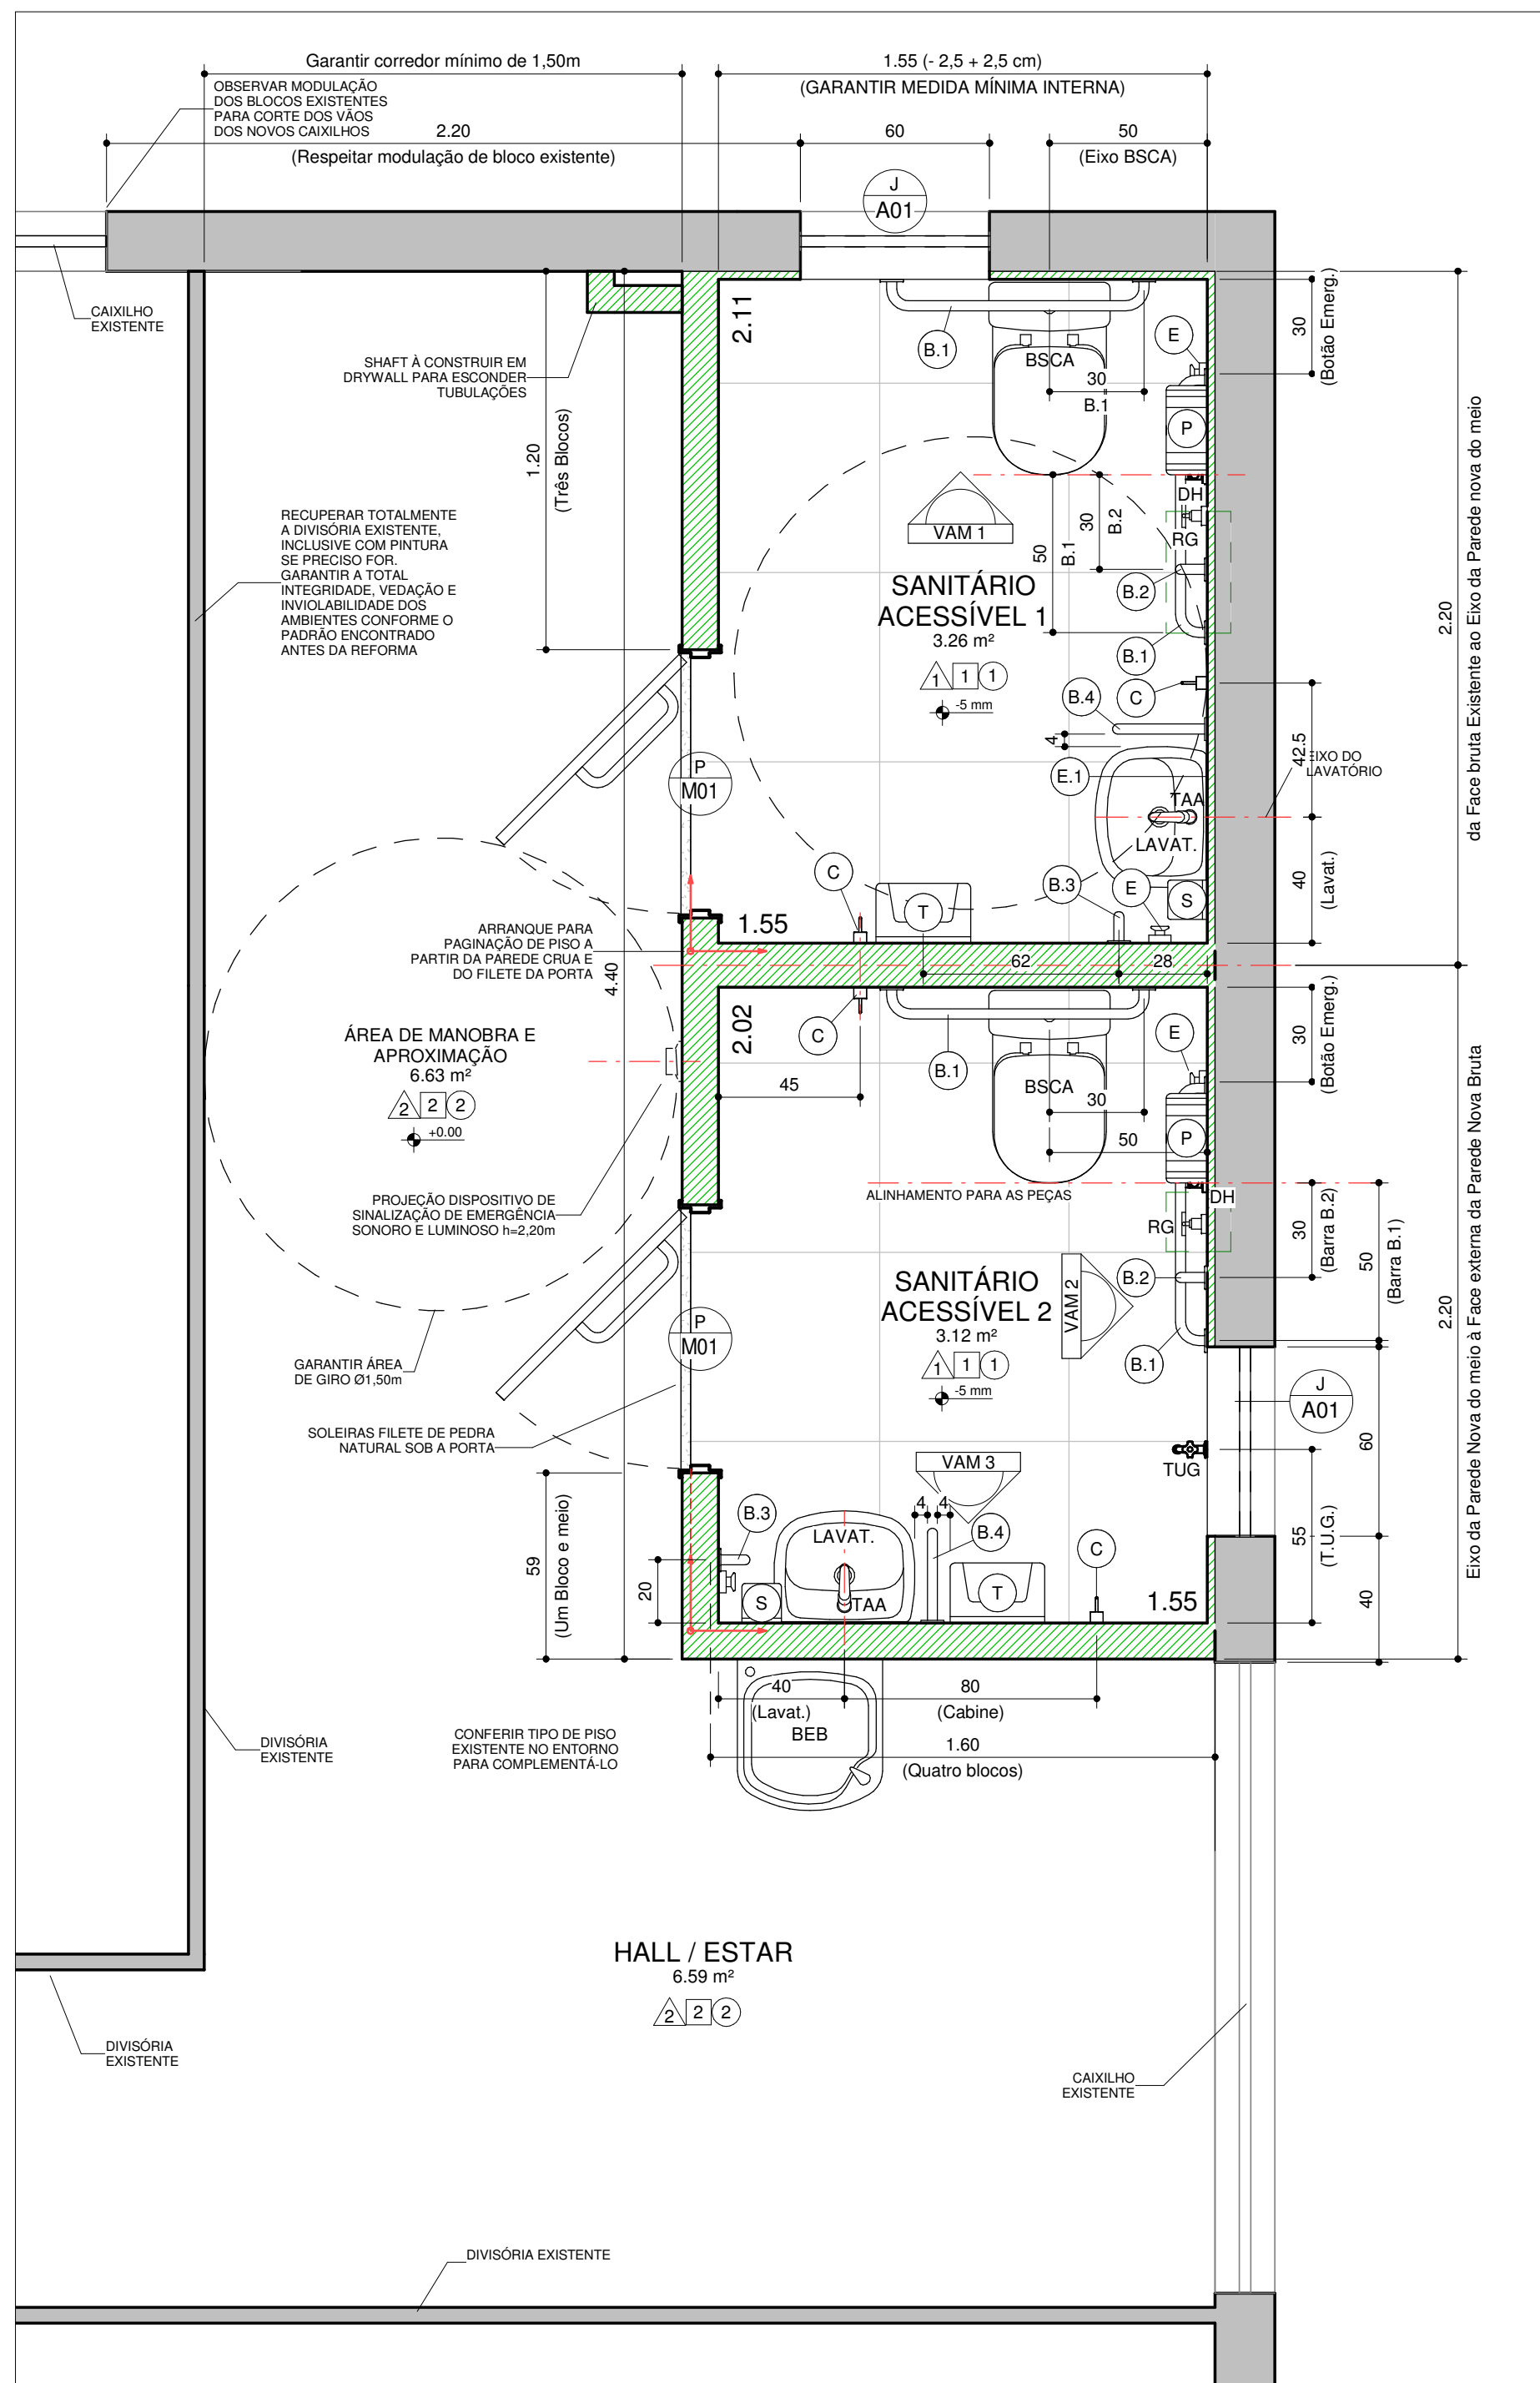 Garantir corredor mínimo de 1,50m
1.55 (- 2,5 + 2,5 cm)
(GARANTIR MEDIDA MÍNIMA INTERNA)
OBSERVAR MODULAÇÃO
DOS BLOCOS EXISTENTES
PARA CORTE DOS VÃOS
DOS NOVOS CAIXILHOS
2.20
(Respeitar modulação de bloco existente)
60
50
(Eixo BSCA)
J
A01
CAIXILHO
EXISTENTE
SHAFT À CONSTRUIR EM
DRYWALL PARA ESCONDER
TUBULAÇÕES
1.20
(Três Blocos)
2.11
B.1
BSCA
30
B.1
E
P
30
(Botão Emerg.)
DH
RG
VAM 1
50
B.1
30
B.2
B.2
B.1
SANITÁRIO
ACESSÍVEL 1
3.26 m²
1
1
1
-5 mm
B.4
C
4
E.1
TAA
LAVAT.
42.5
EIXO DO
LAVATÓRIO
40
(Lavat.)
2.20
da Face bruta Existente ao Eixo da Parede nova do meio
RECUPERAR TOTALMENTE
A DIVISÓRIA EXISTENTE,
INCLUSIVE COM PINTURA
SE PRECISO FOR.
GARANTIR A TOTAL
INTEGRIDADE, VEDAÇÃO E
INVIOLABILIDADE DOS
AMBIENTES CONFORME O
PADRÃO ENCONTRADO
ANTES DA REFORMA
P
M01
C
T
B.3
E
S
1.55
62
28
ARRANQUE PARA
PAGINAÇÃO DE PISO A
PARTIR DA PAREDE CRUA E
DO FILETE DA PORTA
4.40
ÁREA DE MANOBRA E
APROXIMAÇÃO
6.63 m²
2
2
2
+0.00
2.02
C
B.1
BSCA
30
50
45
E
P
30
(Botão Emerg.)
PROJEÇÃO DISPOSITIVO DE
SINALIZAÇÃO DE EMERGÊNCIA
SONORO E LUMINOSO h=2,20m
ALINHAMENTO PARA AS PEÇAS
DH
RG
B.2
B.1
30
(Barra B.2)
50
(Barra B.1)
SANITÁRIO
ACESSÍVEL 2
3.12 m²
1
1
1
-5 mm
VAM 2
P
M01
J
A01
GARANTIR ÁREA
DE GIRO Ø1,50m
SOLEIRAS FILETE DE PEDRA
NATURAL SOB A PORTA
TUG
VAM 3
4
4
B.3
LAVAT.
B.4
C
T
S
TAA
1.55
60
55
(T.U.G.)
40
2.20
Eixo da Parede Nova do meio à Face externa da Parede Nova Bruta
59
(Um Bloco e meio)
20
40
(Lavat.)
80
(Cabine)
BEB
1.60
(Quatro blocos)
CONFERIR TIPO DE PISO
EXISTENTE NO ENTORNO
PARA COMPLEMENTÁ-LO
DIVISÓRIA
EXISTENTE
HALL / ESTAR
6.59 m²
2
2
2
DIVISÓRIA
EXISTENTE
CAIXILHO
EXISTENTE
DIVISÓRIA EXISTENTE